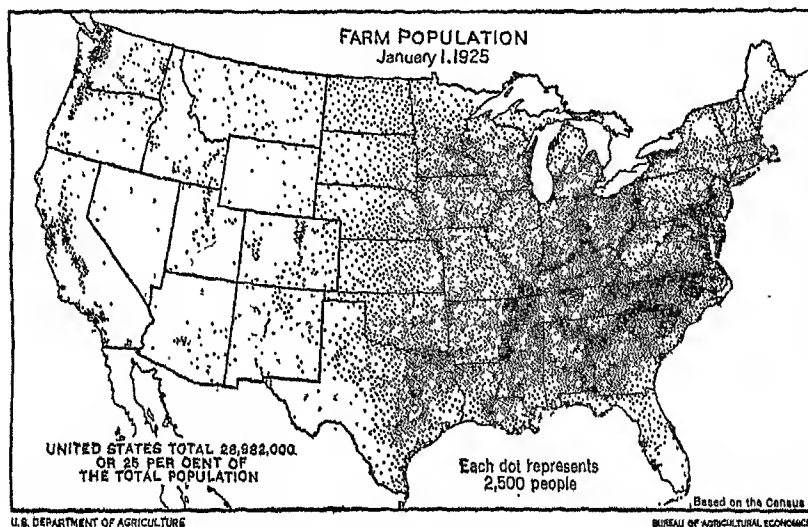 FARM POPULATION
January 1, 1925
UNITED STATES TOTAL 28,982,000
OR 25 PER CENT OF
THE TOTAL POPULATION
Each dot represents
2,500 people
Based on the Census
U.S. DEPARTMENT OF AGRICULTURE
BUREAU OF AGRICULTURAL ECONOMICS